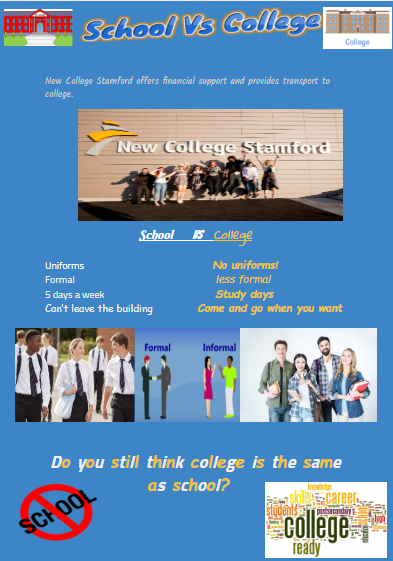 School Vs College
College
New College Stamford offers financial support and provides transport to
college.
New College Stamford
School VS College
Uniforms No uniforms!
Formal less formal
5 days a week Study days
Can't leave the building Come and go when you want
Formal Informal
Do you still think college is the same
as school?
SCHOOL
knowledge
skills career
students postsecondary high
college
ready